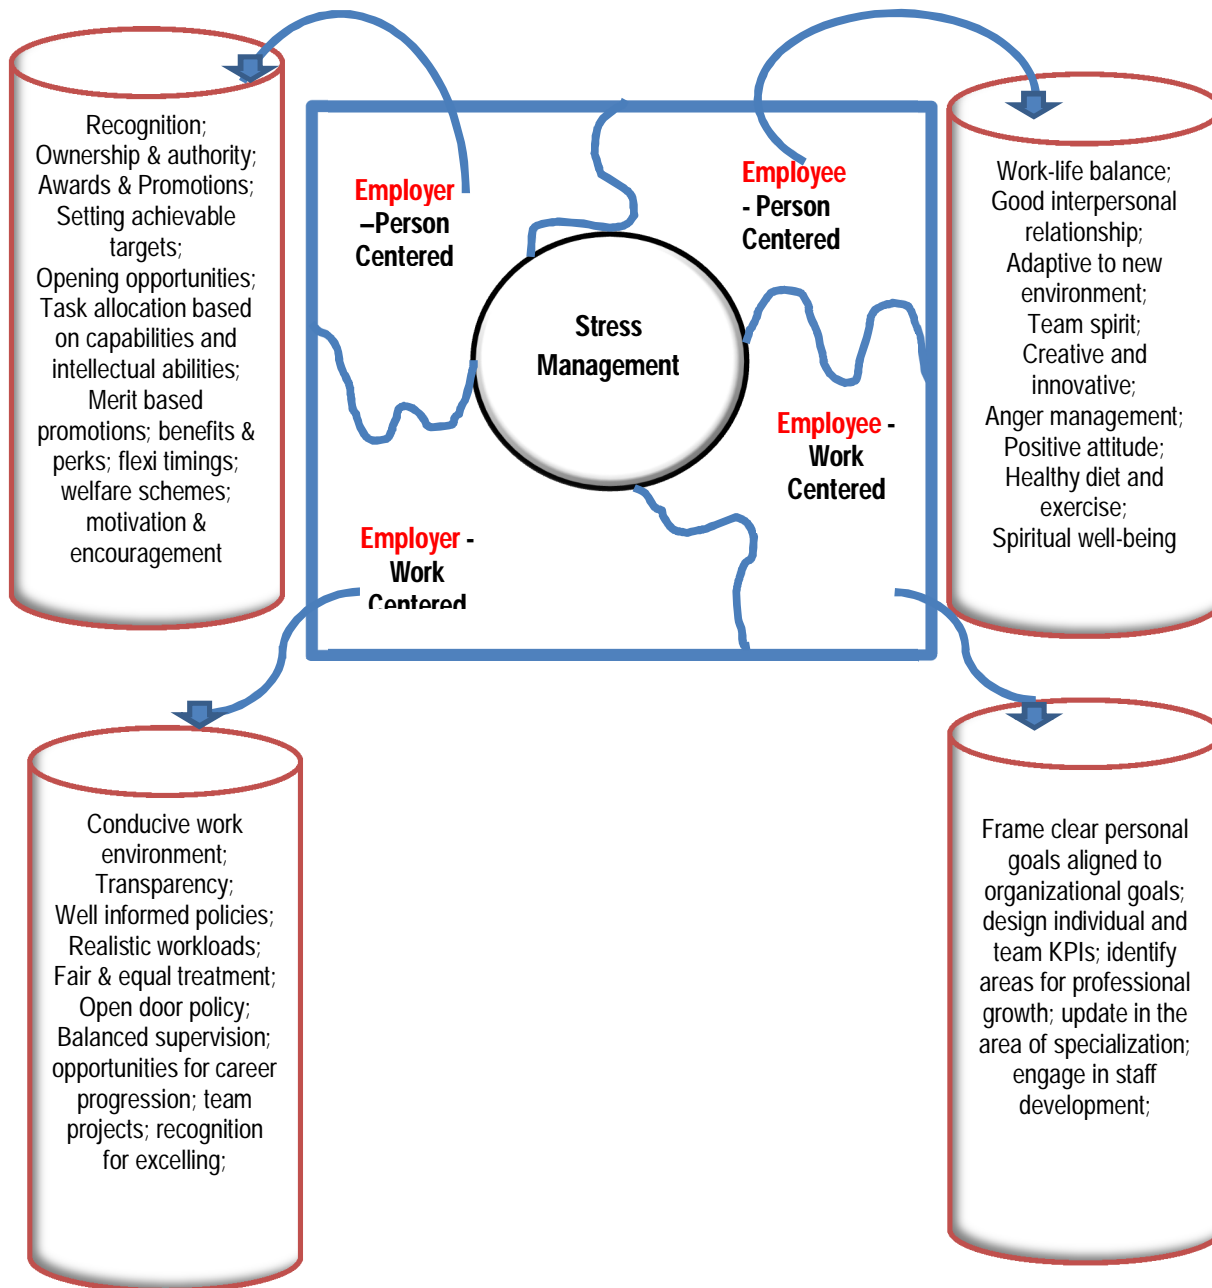 Recognition;
Ownership & authority;
Awards & Promotions;
Setting achievable
targets;
Opening opportunities;
Task allocation based
on capabilities and
intellectual abilities;
Merit based
promotions; benefits &
perks; flexi timings;
welfare schemes;
motivation &
encouragement
Employer
–Person
Centered
Employee
- Person
Centered
Stress
Management
Employer -
Work
Centered
Employee -
Work
Centered
Work-life balance;
Good interpersonal
relationship;
Adaptive to new
environment;
Team spirit;
Creative and
innovative;
Anger management;
Positive attitude;
Healthy diet and
exercise;
Spiritual well-being
Conducive work
environment;
Transparency;
Well informed policies;
Realistic workloads;
Fair & equal treatment;
Open door policy;
Balanced supervision;
opportunities for career
progression; team
projects; recognition
for excelling;
Frame clear personal
goals aligned to
organizational goals;
design individual and
team KPIs; identify
areas for professional
growth; update in the
area of specialization;
engage in staff
development;